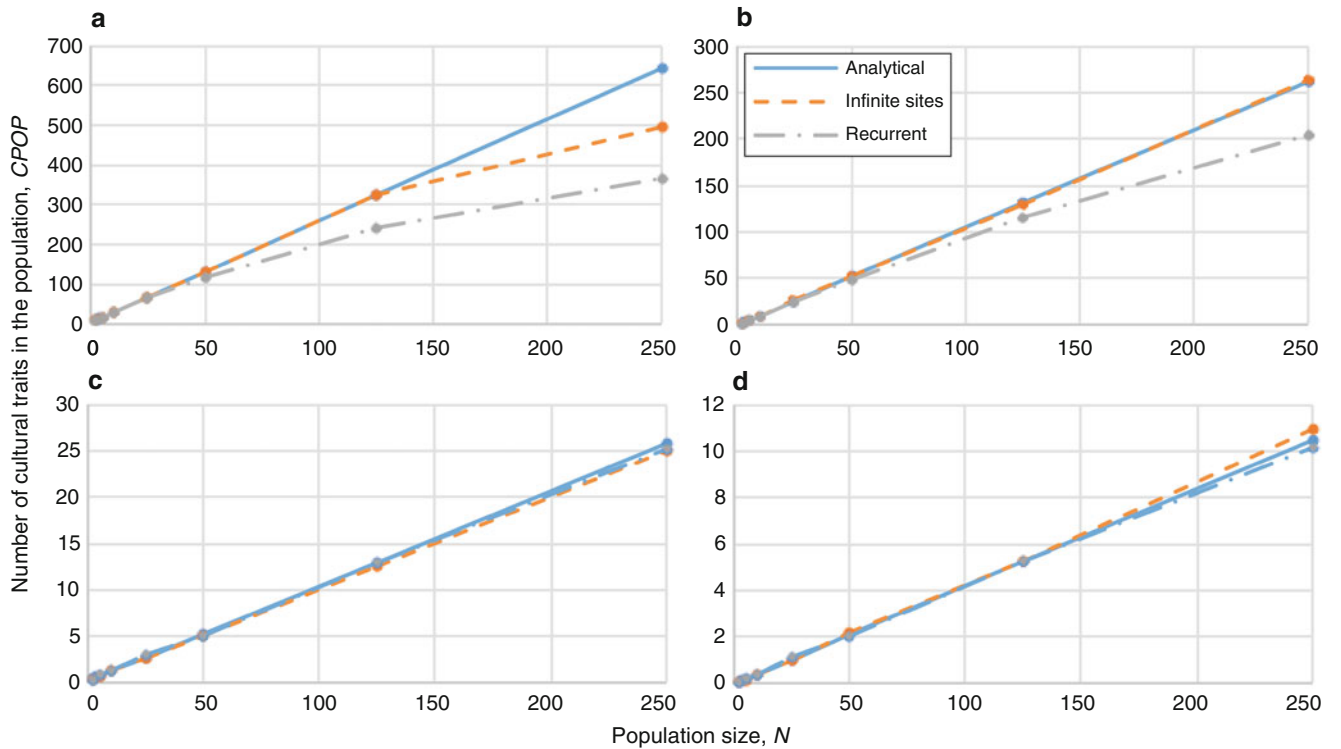 a
700
600
500
400
300
200
100
0
0 50 100 150 200 250
b
300
250
200
150
100
50
0
0 50 100 150 200 250
Analytical
Infinite sites
Recurrent
c
30
25
20
15
10
5
0
0 50 100 150 200 250
d
12
10
8
6
4
2
0
0 50 100 150 200 250
Number of cultural traits in the population, CPOP
Population size, N